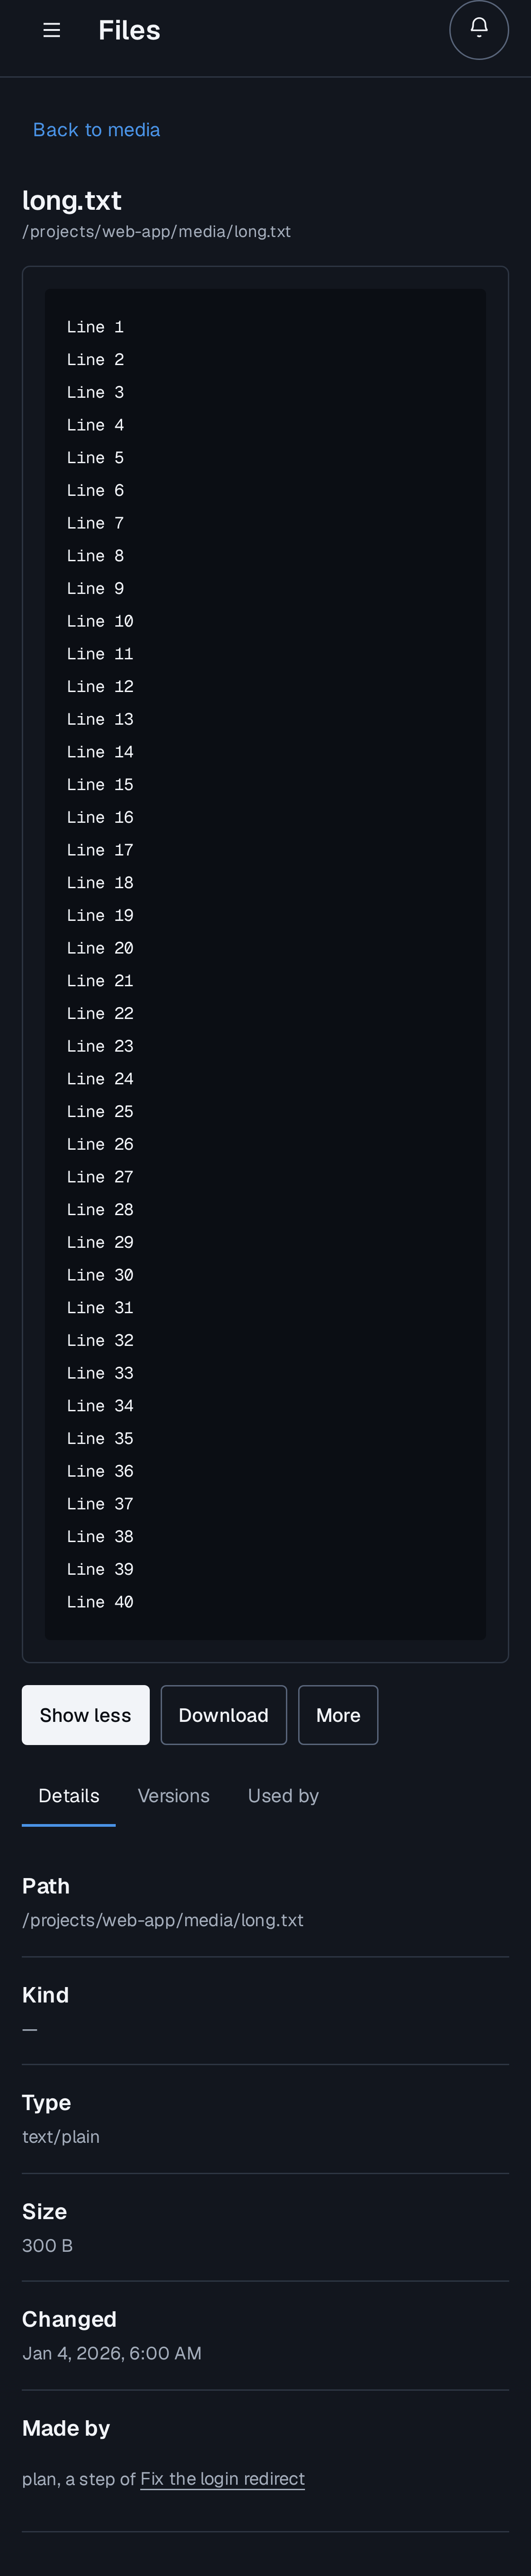 Files
Back to media
long.txt
/projects/web-app/media/long.txt
Line 1
Line 2
Line 3
Line 4
Line 5
Line 6
Line 7
Line 8
Line 9
Line 10
Line 11
Line 12
Line 13
Line 14
Line 15
Line 16
Line 17
Line 18
Line 19
Line 20
Line 21
Line 22
Line 23
Line 24
Line 25
Line 26
Line 27
Line 28
Line 29
Line 30
Line 31
Line 32
Line 33
Line 34
Line 35
Line 36
Line 37
Line 38
Line 39
Line 40
Show less Download More
Details Versions Used by
Path
/projects/web-app/media/long.txt
Kind
—
Type
text/plain
Size
300 B
Changed
Jan 4, 2026, 6:00 AM
Made by
plan, a step of Fix the login redirect